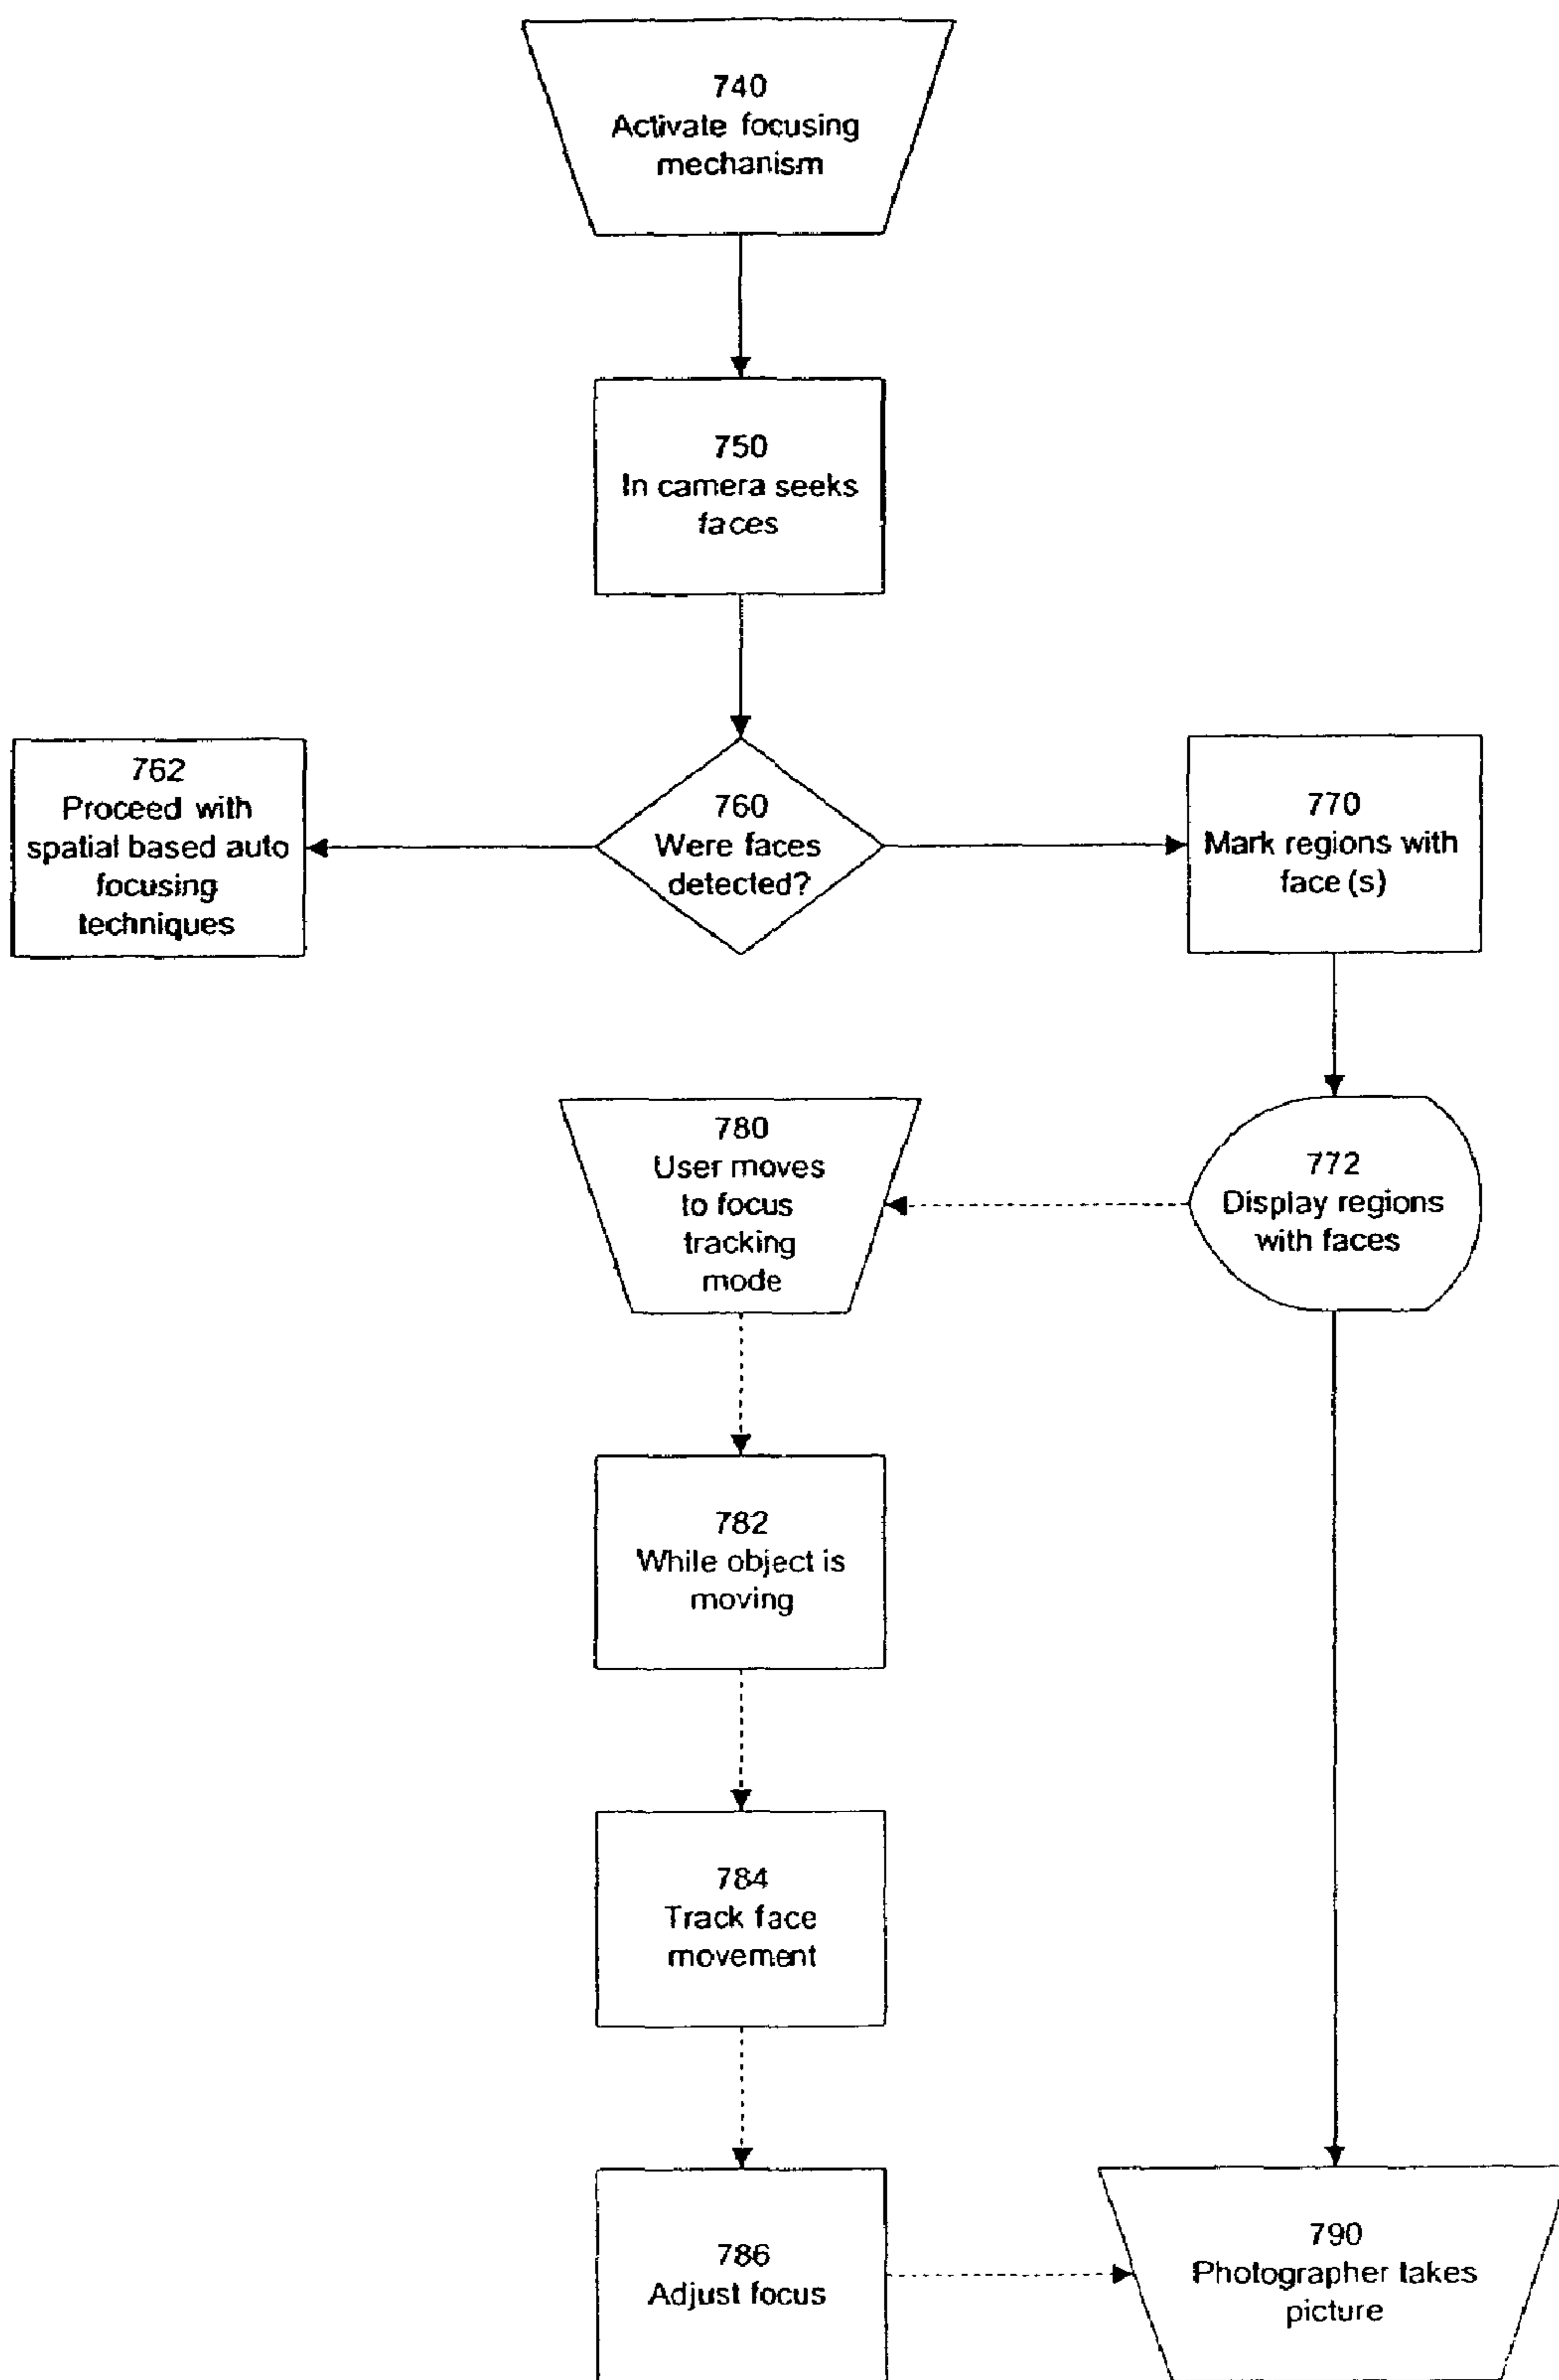 740
Activate focusing
mechanism
750
In camera seeks
faces
762
Proceed with
spatial based auto
focusing
techniques
760
Were faces
detected?
770
Mark regions with
face (s)
780
User moves
to focus
tracking
mode
772
Display regions
with faces
782
While object is
moving
784
Track face
movement
786
Adjust focus
790
Photographer takes
picture